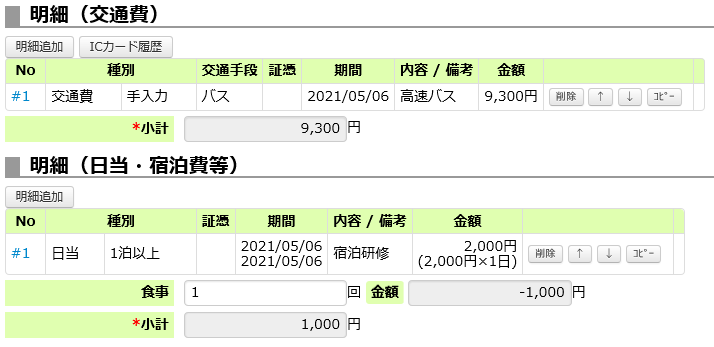 明細（交通費）
明細追加 ICカード履歴
No 種別 交通手段 証憑 期間 内容 / 備考 金額
#1 交通費 手入力 バス 2021/05/06 高速バス 9,300円 削除 ↑ ↓ ｺﾋﾟｰ
*小計 9,300 円
明細（日当・宿泊費等）
明細追加
No 種別 証憑 期間 内容 / 備考 金額
#1 日当 1泊以上 2021/05/06 宿泊研修 2,000円 削除 ↑ ↓ ｺﾋﾟｰ
2021/05/06 (2,000円×1日)
食事 1 回 金額 -1,000 円
*小計 1,000 円